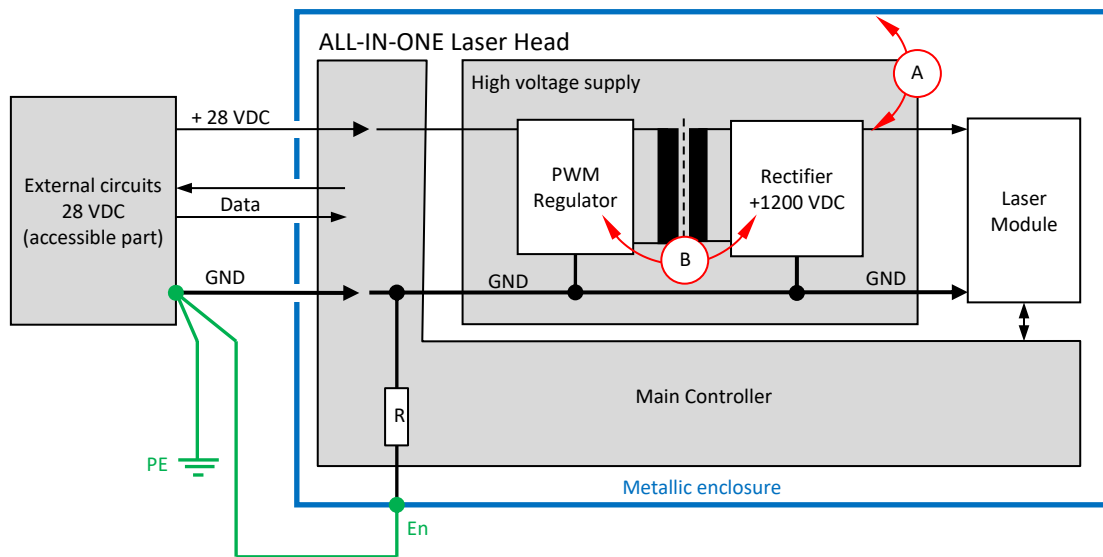 ALL-IN-ONE Laser Head
High voltage supply
A
+ 28 VDC
External circuits
28 VDC
(accessible part)
Data
PWM
Regulator
Rectifier
+1200 VDC
Laser
Module
B
GND
GND
GND
R
Main Controller
PE
Metallic enclosure
En